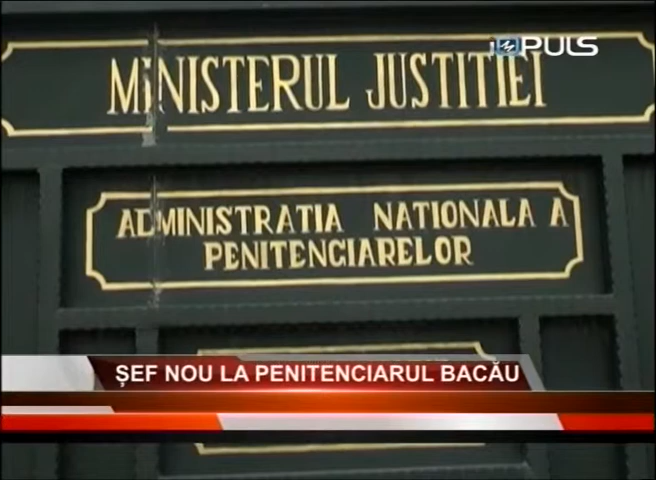 PULS
MINISTERUL JUSTITIEI
ADMINISTRATIA NATIONALA A
PENITENCIARELOR
ȘEF NOU LA PENITENCIARUL BACĂU